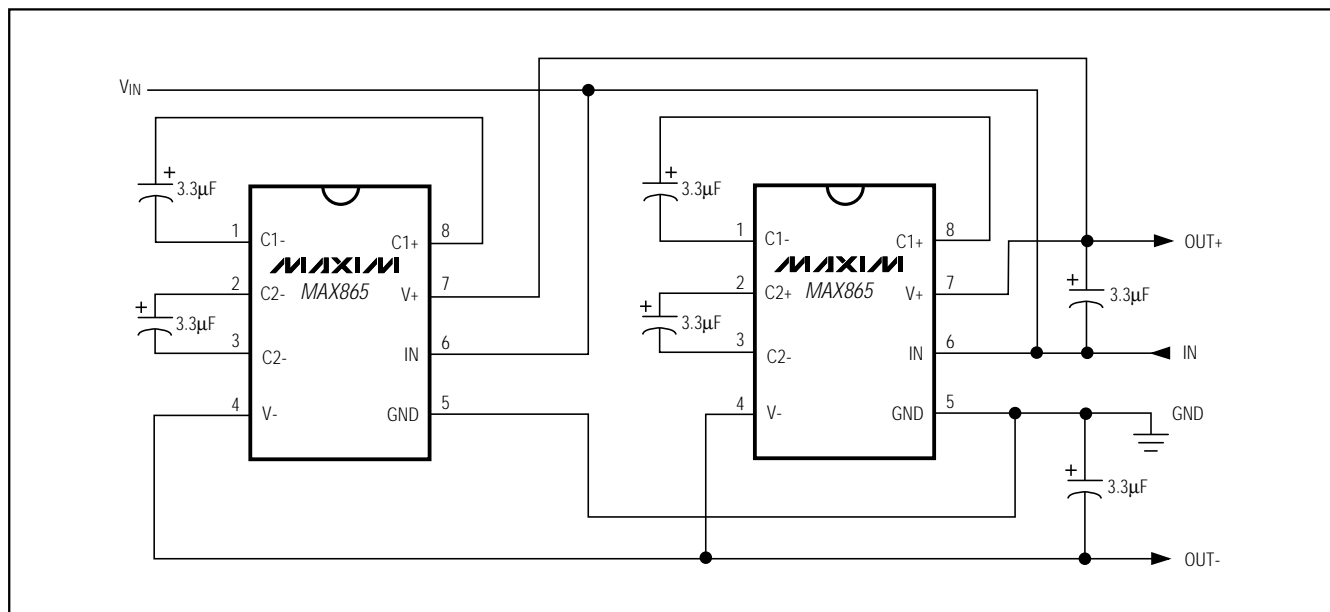 VIN
+
3.3μF
+
3.3μF
1
8
C1-
C1+
MAXIM
MAX865
2
7
C2-
V+
+
3.3μF
3
6
C2-
IN
4
5
V-
GND
+
3.3μF
1
8
C1-
C1+
MAXIM
MAX865
2
7
C2+
V+
3
6
C2-
IN
4
5
V-
GND
OUT+
+
3.3μF
IN
GND
+
3.3μF
OUT-